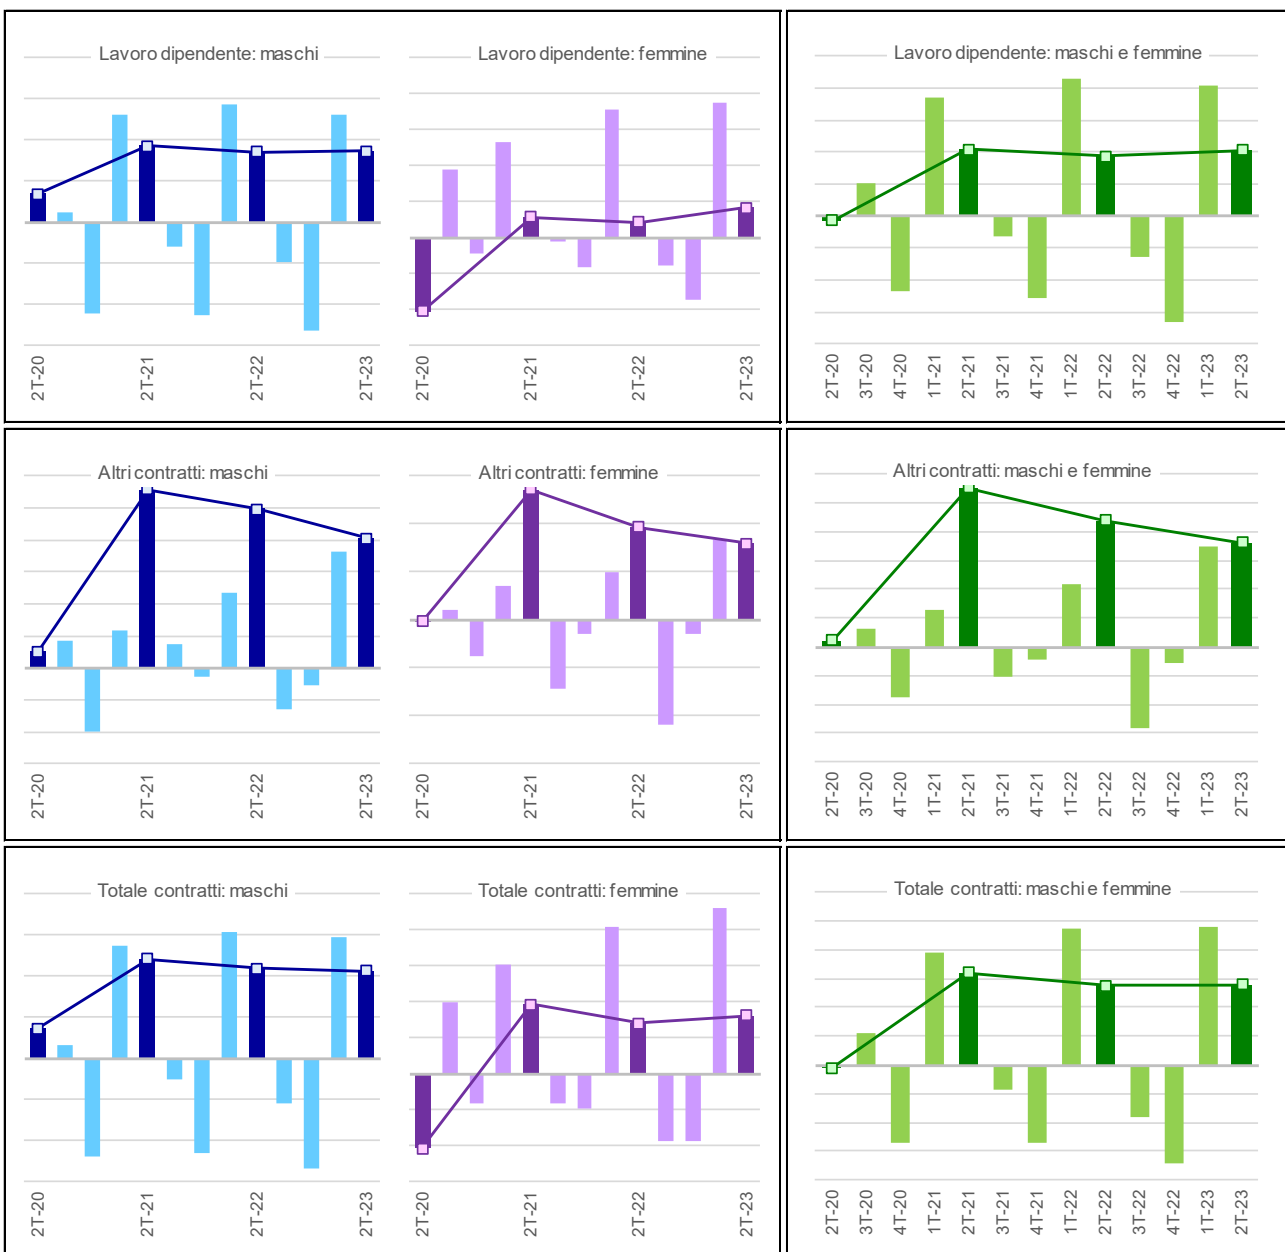 Lavoro dipendente: maschi
2T-20
2T-21
2T-22
2T-23
Lavoro dipendente: femmine
2T-20
2T-21
2T-22
2T-23
Lavoro dipendente: maschi e femmine
2T-20
3T-20
4T-20
1T-21
2T-21
3T-21
4T-21
1T-22
2T-22
3T-22
4T-22
1T-23
2T-23
Altri contratti: maschi
2T-20
2T-21
2T-22
2T-23
Altri contratti: femmine
2T-20
2T-21
2T-22
2T-23
Altri contratti: maschi e femmine
2T-20
3T-20
4T-20
1T-21
2T-21
3T-21
4T-21
1T-22
2T-22
3T-22
4T-22
1T-23
2T-23
Totale contratti: maschi
2T-20
2T-21
2T-22
2T-23
Totale contratti: femmine
2T-20
2T-21
2T-22
2T-23
Totale contratti: maschi e femmine
2T-20
3T-20
4T-20
1T-21
2T-21
3T-21
4T-21
1T-22
2T-22
3T-22
4T-22
1T-23
2T-23